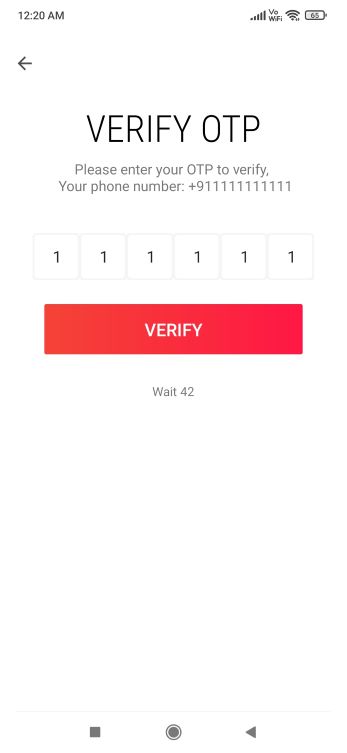 12:20 AM
Vo
WiFi
65
VERIFY OTP
Please enter your OTP to verify,
Your phone number: +911111111111
1 1 1 1 1 1
VERIFY
Wait 42